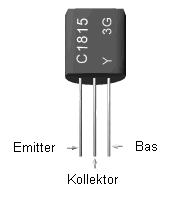 C1815
3G
Y
Emitter
Bas
Kollektor